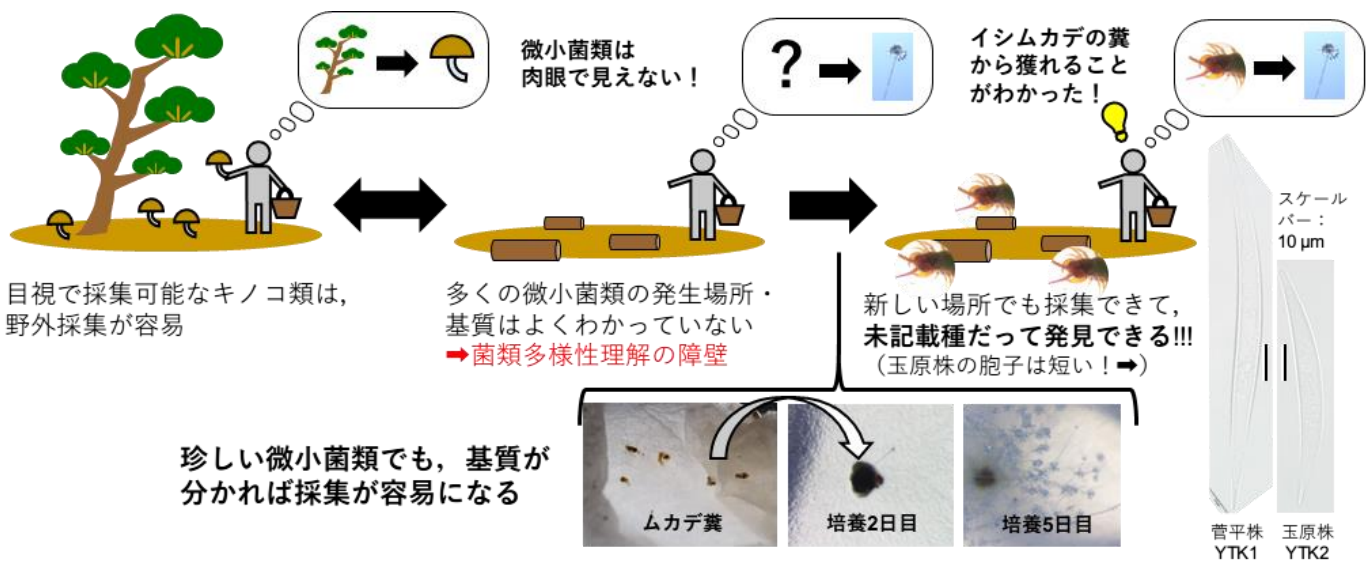 微小菌類は
肉眼で見えない！
?
イシムカデの糞
から獲れること
がわかった！
目視で採集可能なキノコ類は,
野外採集が容易
多くの微小菌類の発生場所・
基質はよくわかっていない
➡菌類多様性理解の障壁
新しい場所でも採集できて,
未記載種だって発見できる!!!
（玉原株の胞子は短い！➡）
スケール
バー：
10 µm
珍しい微小菌類でも，基質が
分かれば採集が容易になる
ムカデ糞
培養2日目
培養5日目
菅平株
YTK1
玉原株
YTK2